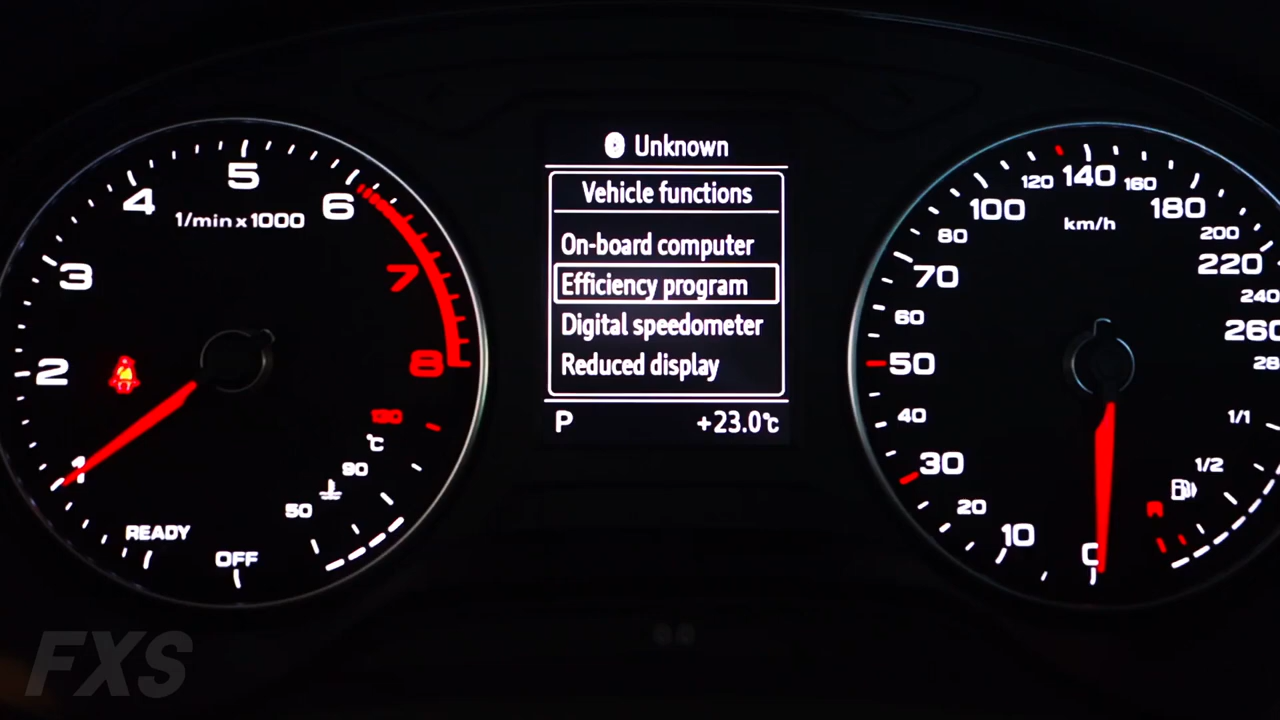 Unknown
Vehicle functions
On-board computer
Efficiency program
Digital speedometer
Reduced display
P
+23.0°C
1/min x 1000
OFF
READY
1
2
3
4
5
6
7
8
50
90
130
°C
km/h
0
10
20
30
40
50
60
70
80
100
120
140
160
180
200
220
240
260
28
1/2
1/1
FXS